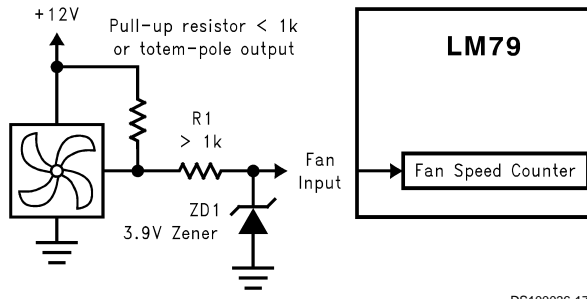 +12V
Pull-up resistor < 1k
or totem-pole output
R1
> 1k
Fan
Input
ZD1
3.9V Zener
LM79
Fan Speed Counter